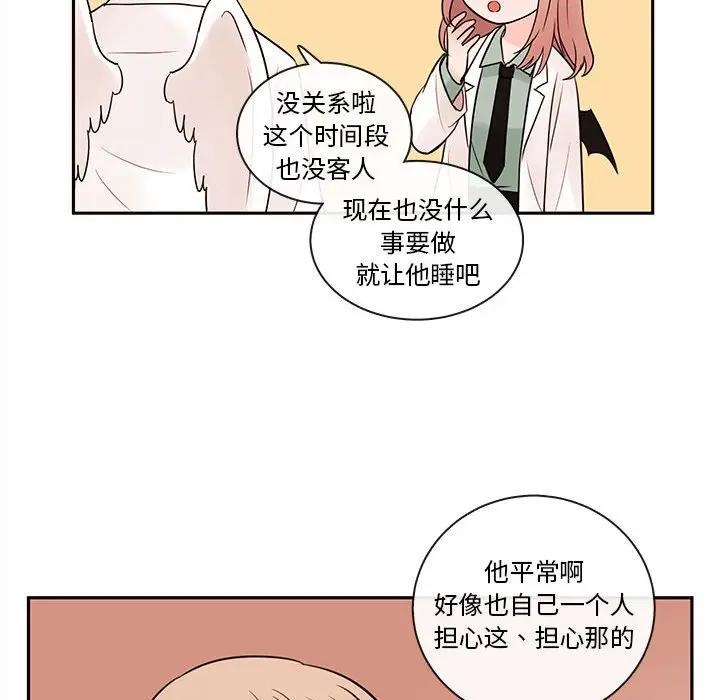 没关系啦
这个时间段
也没客人
现在也没什么
事要做
就让他睡吧
他平常啊
好像也自己一个人
担心这、担心那的